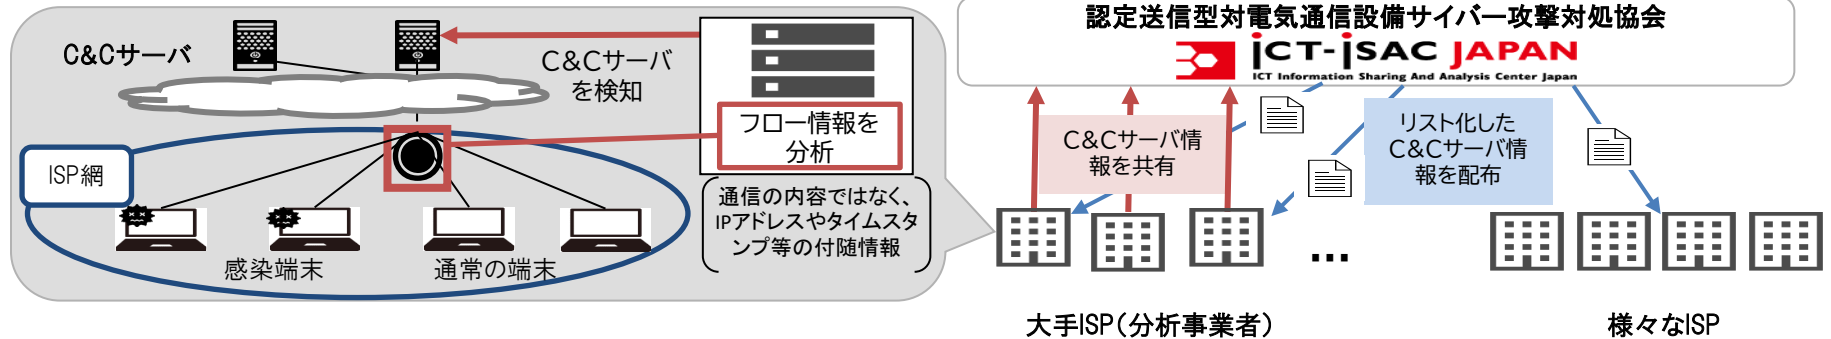 C&Cサーバ
C&Cサーバ
を検知
フロー情報を
分析
ISP網
感染端末
通常の端末
通信の内容ではなく、
IPアドレスやタイムスタ
ンプ等の付随情報
認定送信型対電気通信設備サイバー攻撃対処協会
ICT-ISAC JAPAN
ICT Information Sharing And Analysis Center Japan
C&Cサーバ情
報を共有
リスト化した
C&Cサーバ情
報を配布
...
大手ISP(分析事業者)
様々なISP